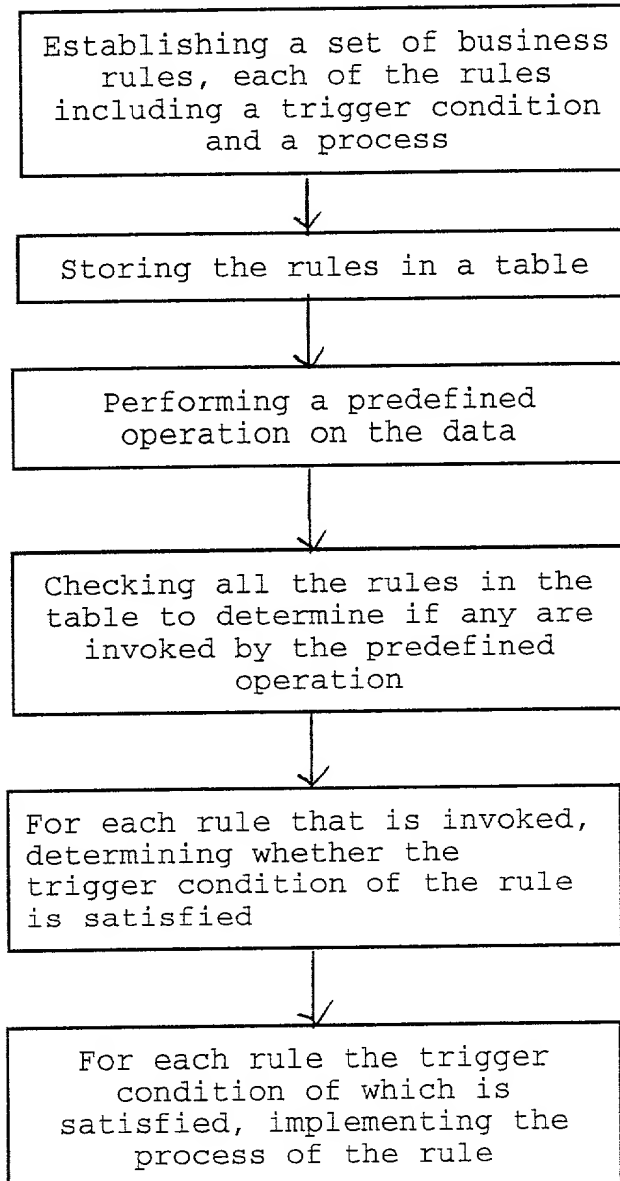 Establishing a set of business
rules, each of the rules
including a trigger condition
and a process
Storing the rules in a table
Performing a predefined
operation on the data
Checking all the rules in the
table to determine if any are
invoked by the predefined
operation
For each rule that is invoked,
determining whether the
trigger condition of the rule
is satisfied
For each rule the trigger
condition of which is
satisfied, implementing the
process of the rule